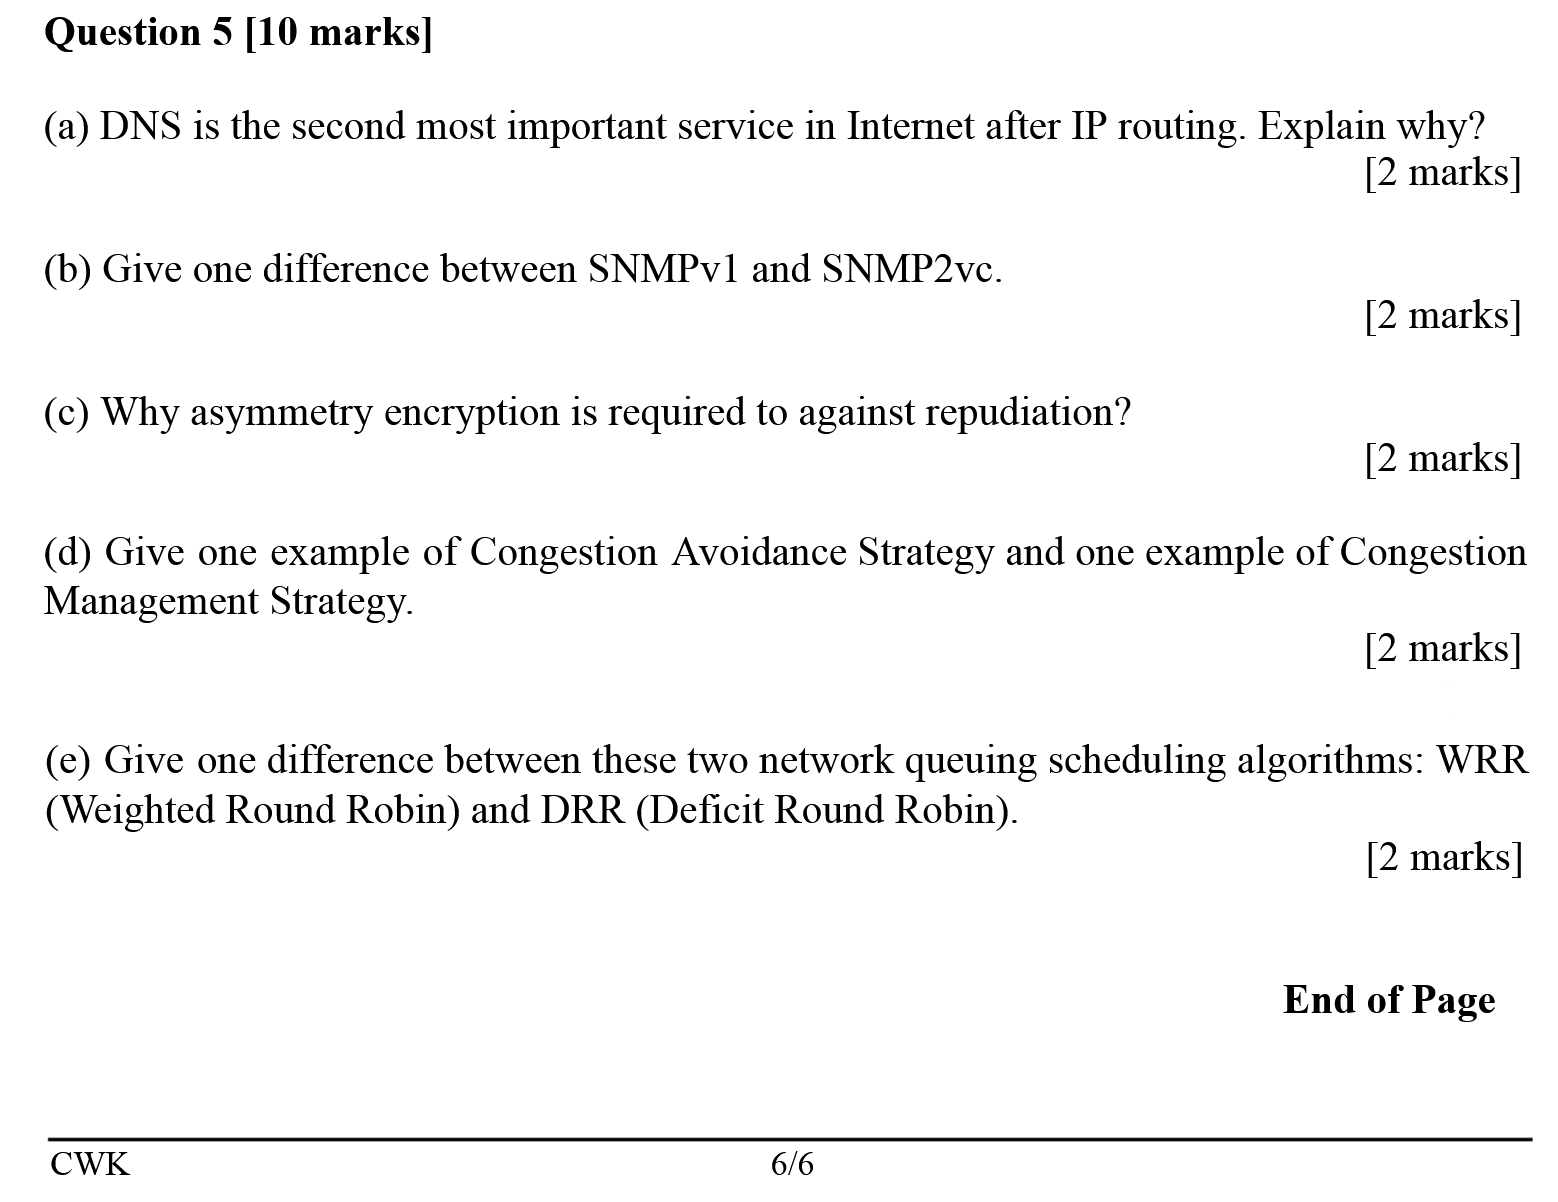 Question 5 [10 marks]
(a) DNS is the second most important service in Internet after IP routing. Explain why?
[2 marks]
(b) Give one difference between SNMPv1 and SNMP2vc.
[2 marks]
(c) Why asymmetry encryption is required to against repudiation?
[2 marks]
(d) Give one example of Congestion Avoidance Strategy and one example of Congestion
Management Strategy.
[2 marks]
(e) Give one difference between these two network queuing scheduling algorithms: WRR
(Weighted Round Robin) and DRR (Deficit Round Robin).
[2 marks]
End of Page
CWK 6/6